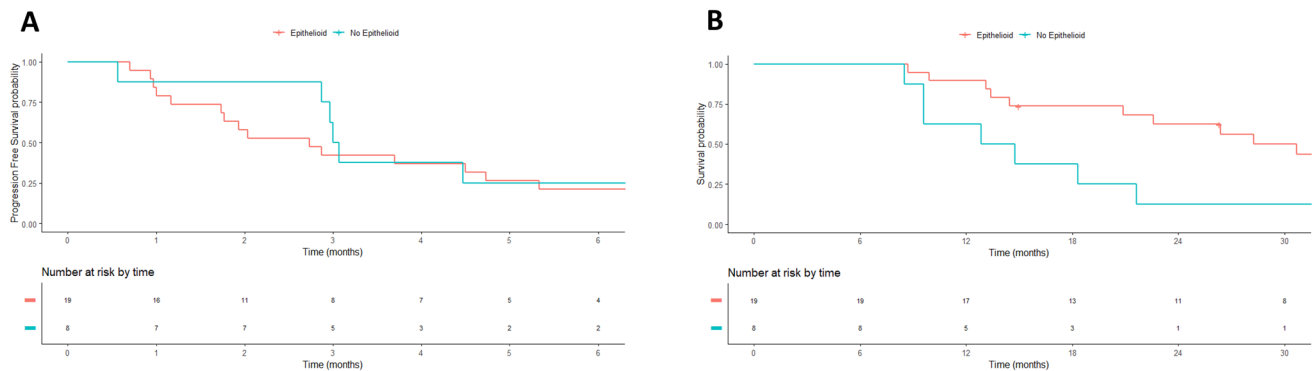 A
Epithelioid No Epithelioid
Progression Free Survival probability
1.00
0.75
0.50
0.25
0.00
0 1 2 3 4 5 6
Time (months)
Number at risk by time
19 16 11 8 7 5 4
8 7 7 5 3 2 2
0 1 2 3 4 5 6
Time (months)
B
Epithelioid No Epithelioid
Survival probability
1.00
0.75
0.50
0.25
0.00
0 6 12 18 24 30
Time (months)
Number at risk by time
19 19 17 13 11 8
8 8 5 3 1 1
0 6 12 18 24 30
Time (months)